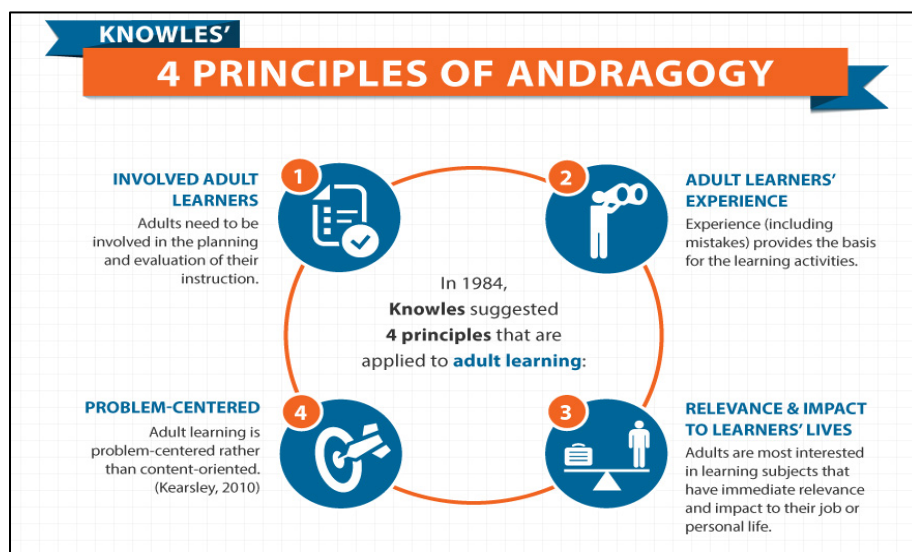 KNOWLES'
4 PRINCIPLES OF ANDRAGOGY
1
INVOLVED ADULT
LEARNERS
Adults need to be
involved in the planning
and evaluation of their
instruction.
2
ADULT LEARNERS'
EXPERIENCE
Experience (including
mistakes) provides the basis
for the learning activities.
In 1984,
Knowles suggested
4 principles that are
applied to adult learning:
3
RELEVANCE & IMPACT
TO LEARNERS' LIVES
Adults are most interested
in learning subjects that
have immediate relevance
and impact to their job or
personal life.
4
PROBLEM-CENTERED
Adult learning is
problem-centered rather
than content-oriented.
(Kearsley, 2010)